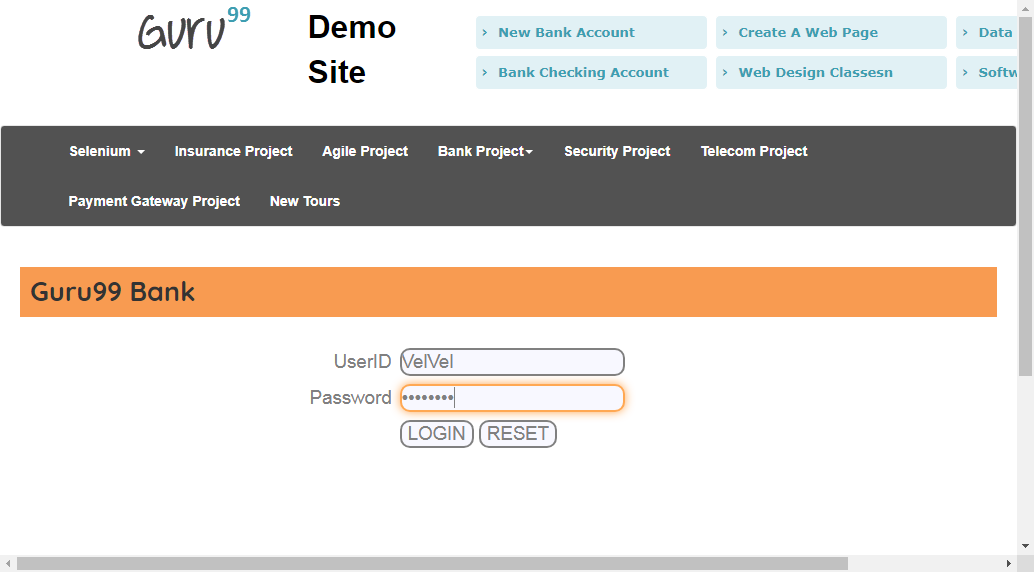 Guru99
Demo
Site
› New Bank Account
› Create A Web Page
› Data
› Bank Checking Account
› Web Design Classesn
› Softw
Selenium
Insurance Project
Agile Project
Bank Project
Security Project
Telecom Project
Payment Gateway Project
New Tours
Guru99 Bank
UserID VelVel
Password ••••••••
LOGIN RESET